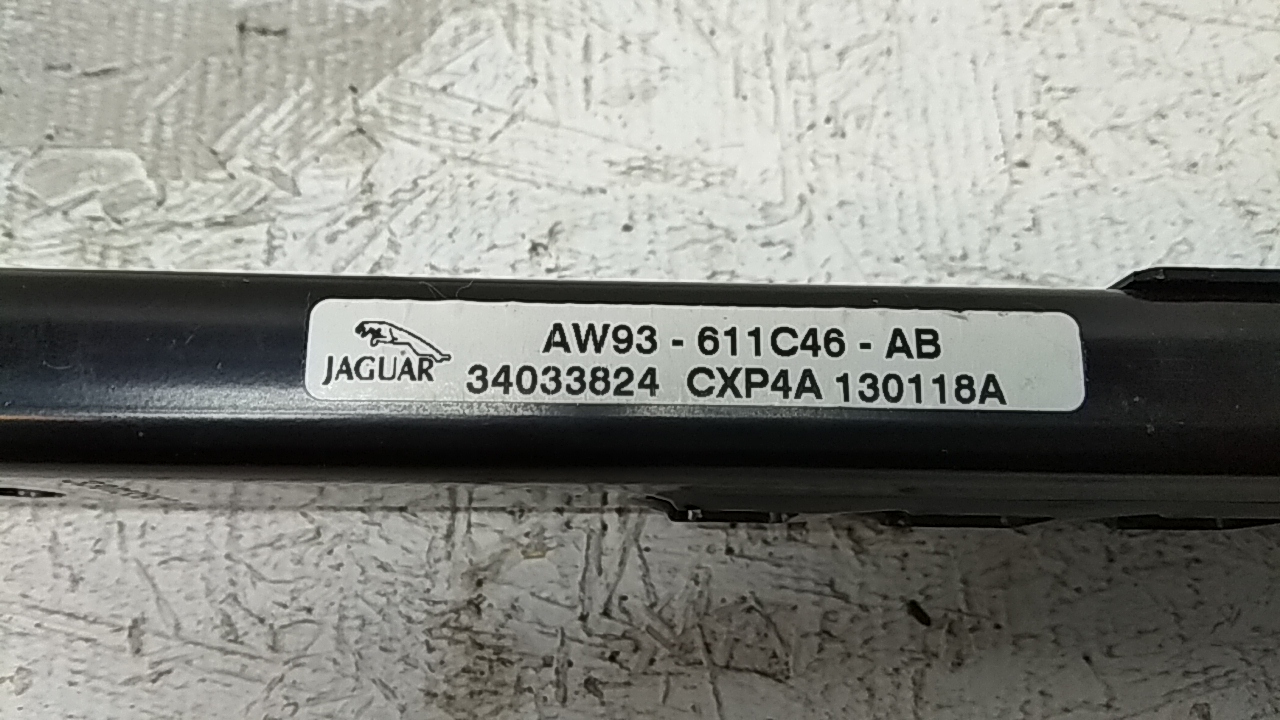 AW93 - 611C46 - AB
JAGUAR 34033824 CXP4A 130118A